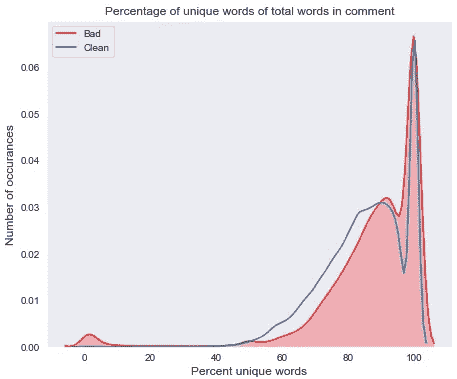 Percentage of unique words of total words in comment
Bad
Clean
0.06
0.05
0.04
0.03
0.02
0.01
0.00
Number of occurances
0
20
40
60
80
100
Percent unique words